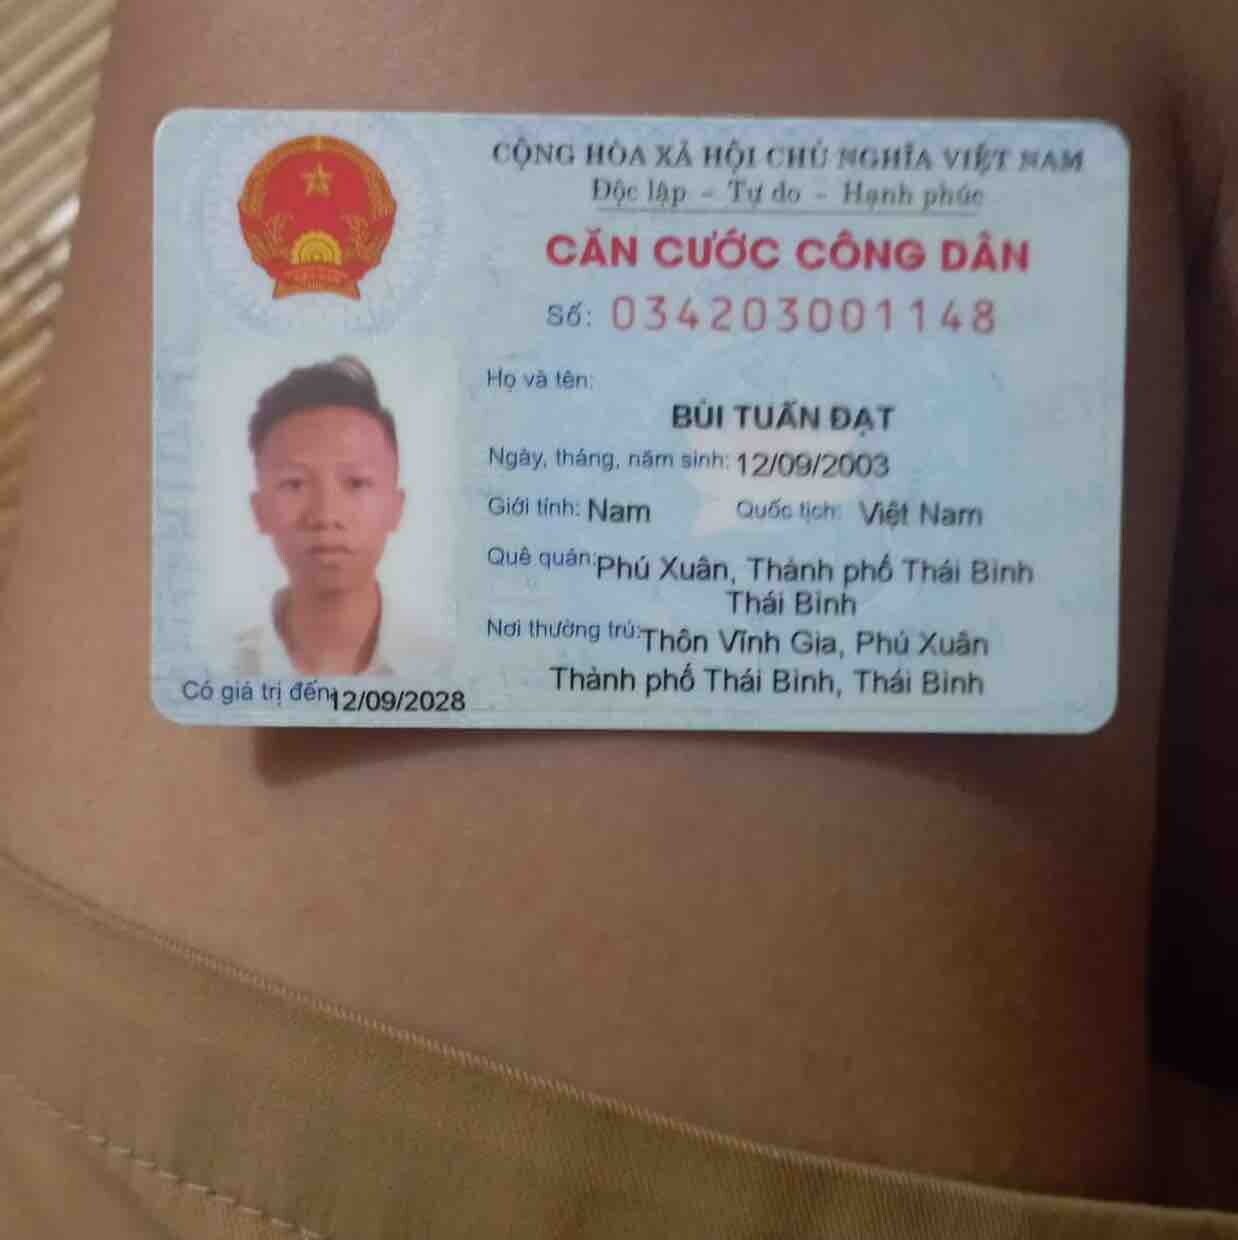 CỘNG HÒA XÃ HỘI CHỦ NGHĨA VIỆT NAM
Độc lập - Tự do - Hạnh phúc
CĂN CƯỚC CÔNG DÂN
Số: 034203001148
Họ và tên:
BÙI TUẤN ĐẠT
Ngày, tháng, năm sinh: 12/09/2003
Giới tính: Nam Quốc tịch: Việt Nam
Quê quán: Phú Xuân, Thành phố Thái Bình
Thái Bình
Nơi thường trú: Thôn Vĩnh Gia, Phú Xuân
Thành phố Thái Bình, Thái Bình
Có giá trị đến: 12/09/2028